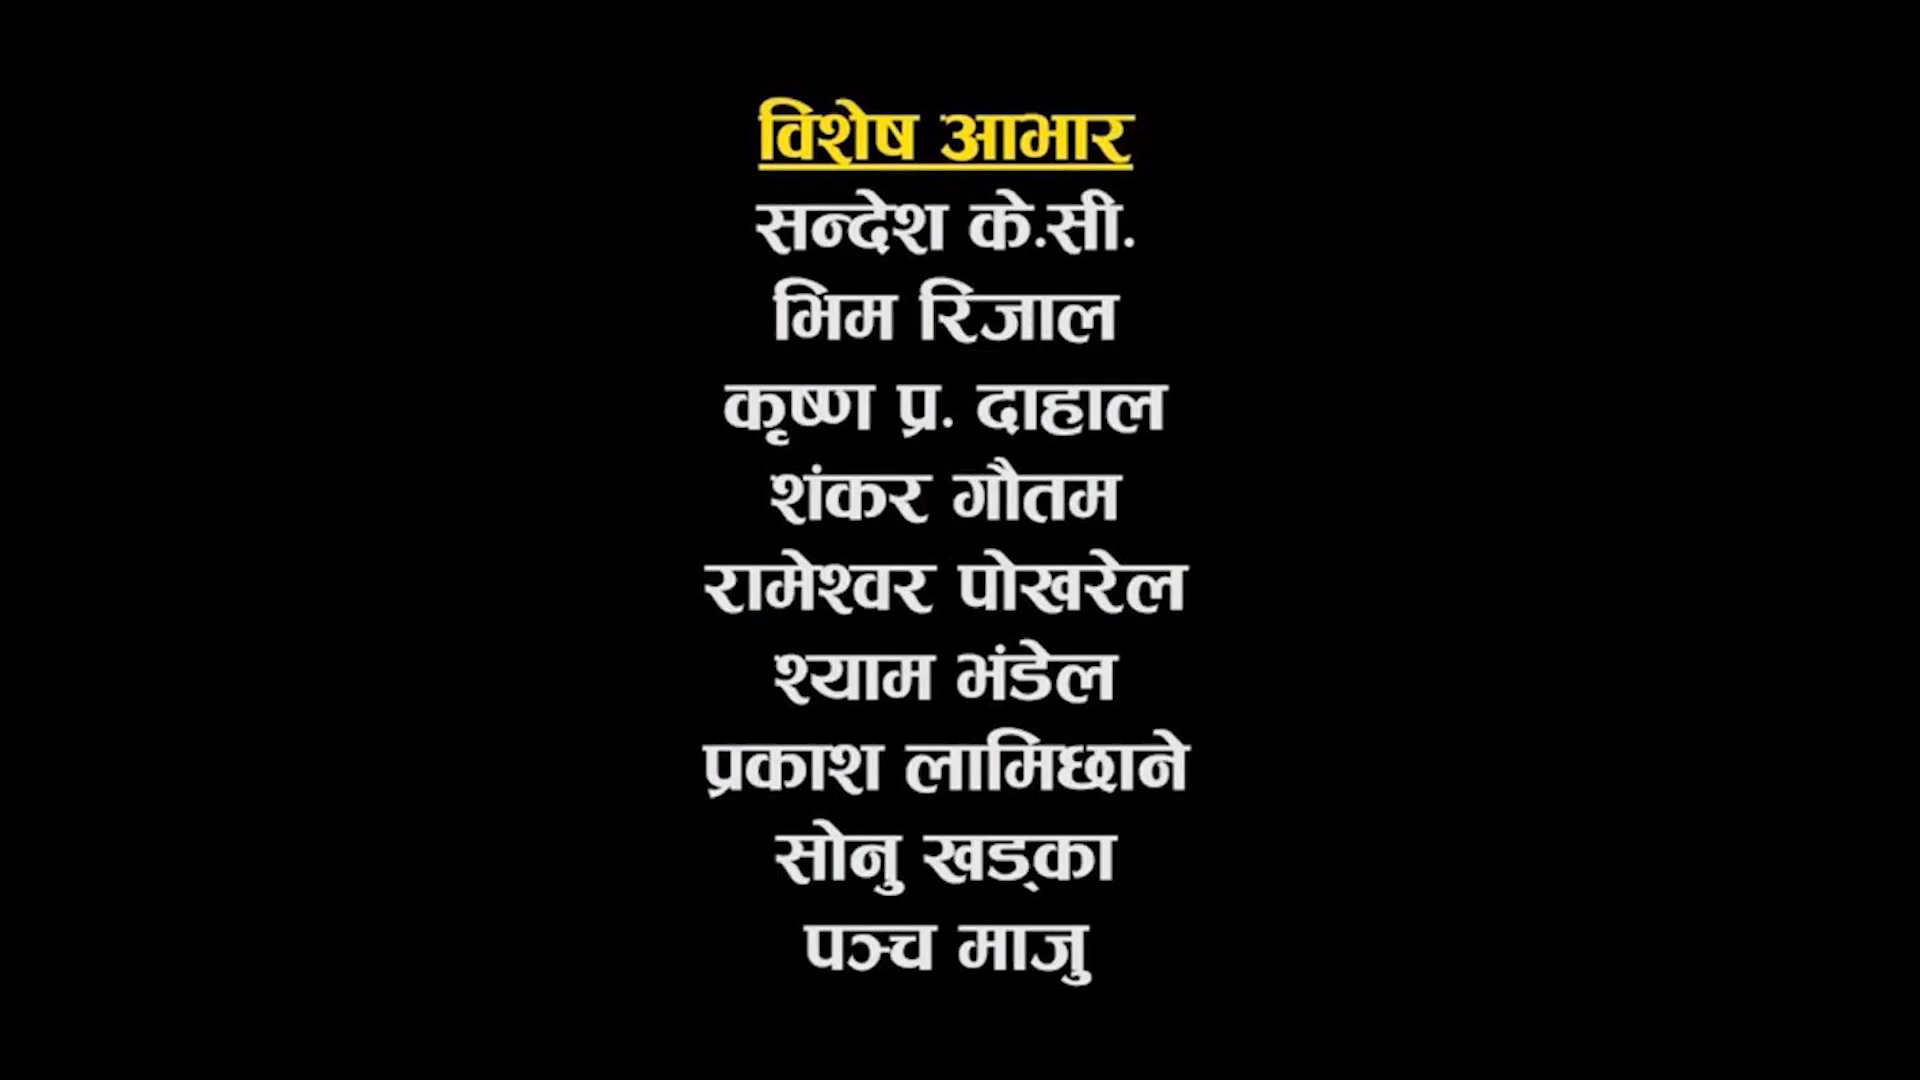 विशेष आभार
सन्देश के.सी.
भिम रिजाल
कृष्ण प्र. दाहाल
शंकर गौतम
रामेश्वर पोखरेल
श्याम भंडेल
प्रकाश लामिछाने
सोनु खड्का
पञ्च माजु